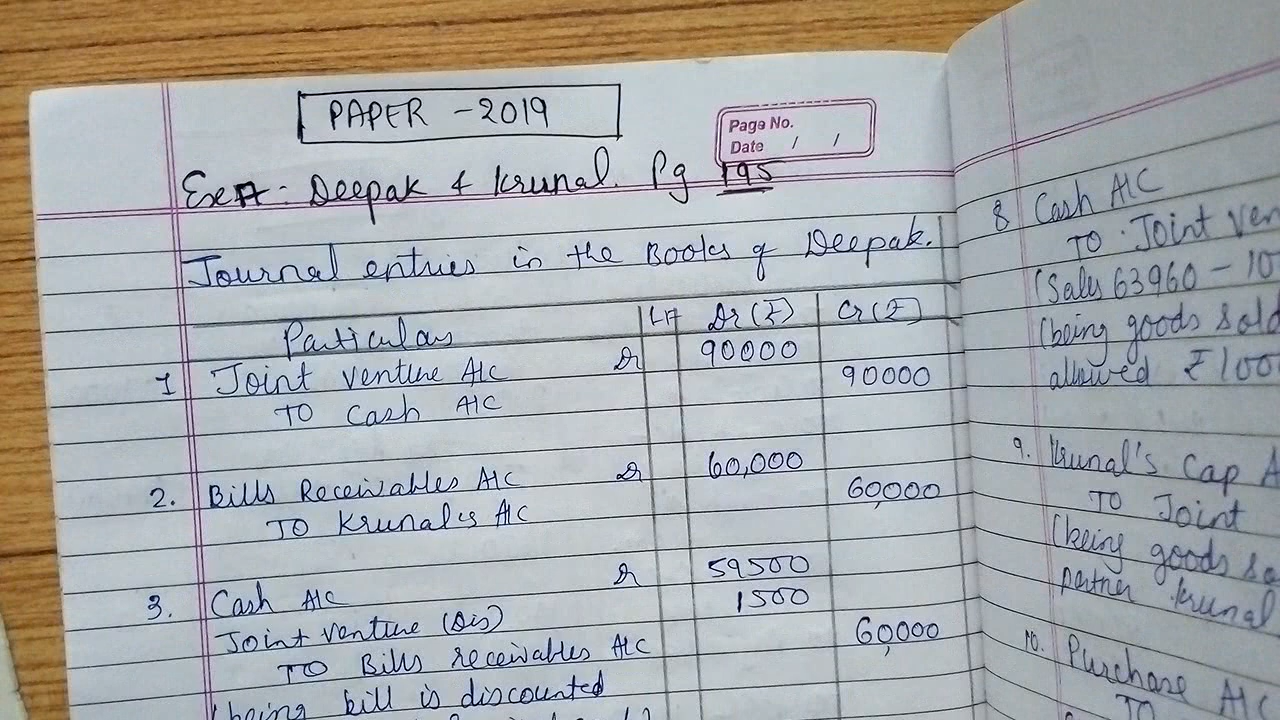 PAPER - 2019
Page No.
Date / /
Ex 7: Deepak & Krunal. Pg 195
Journal entries in the Books of Deepak.
Particulars LF Dr (₹) Cr (₹)
1 Joint Venture A/C Dr 90000
TO Cash A/C 90000
2. Bills Receivables A/C Dr 60,000
TO Krunal's A/C 60,000
3. Cash A/C Dr 59500
Joint Venture (Dis) 1500
TO Bills receivables A/C 60,000
(being bill is discounted
8 Cash A/C
TO Joint Ven
(Sales 63960 - 10
(being goods sold
allowed ₹ 100
9. Krunal's Cap A
TO Joint
(being goods so
partner Krunal
10. Purchase A/C
TO